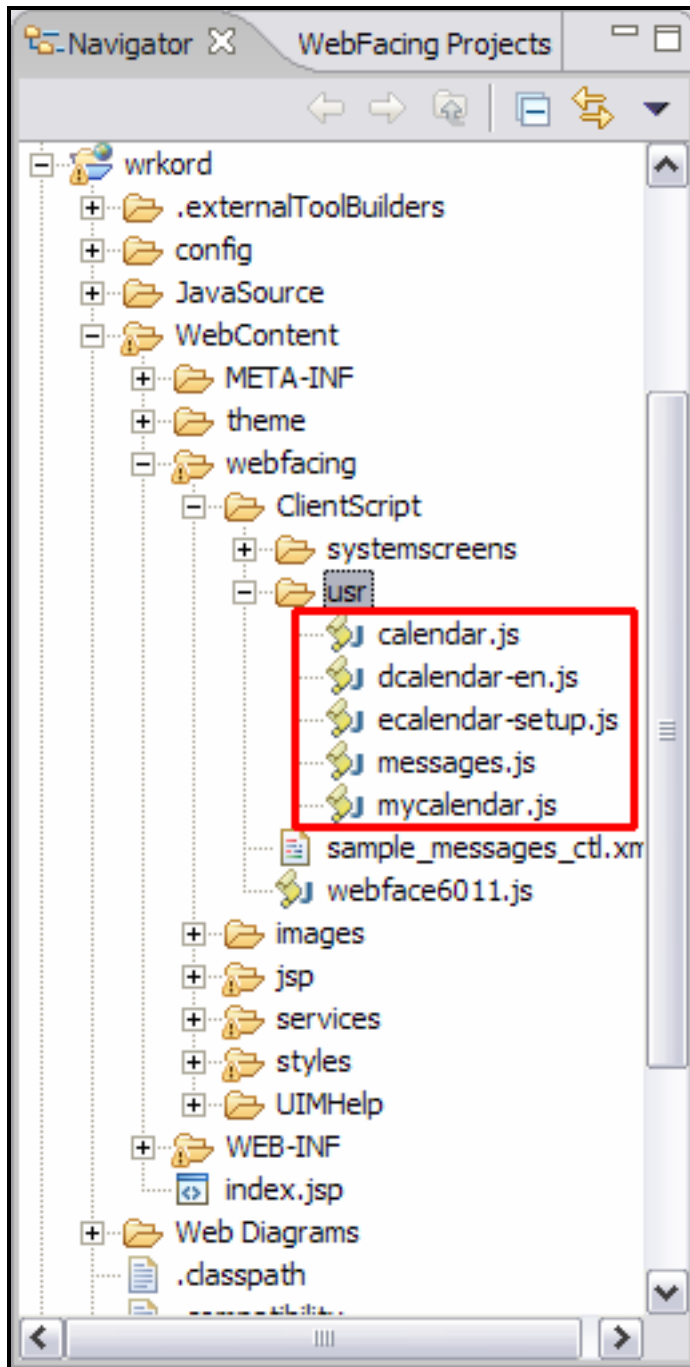 Navigator WebFacing Projects
wrkord
.externalToolBuilders
config
JavaSource
WebContent
META-INF
theme
webfacing
ClientScript
systemscreens
usr
calendar.js
dcalendar-en.js
ecalendar-setup.js
messages.js
mycalendar.js
sample_messages_ctl.xm
webface6011.js
images
jsp
services
styles
UIMHelp
WEB-INF
index.jsp
Web Diagrams
.classpath